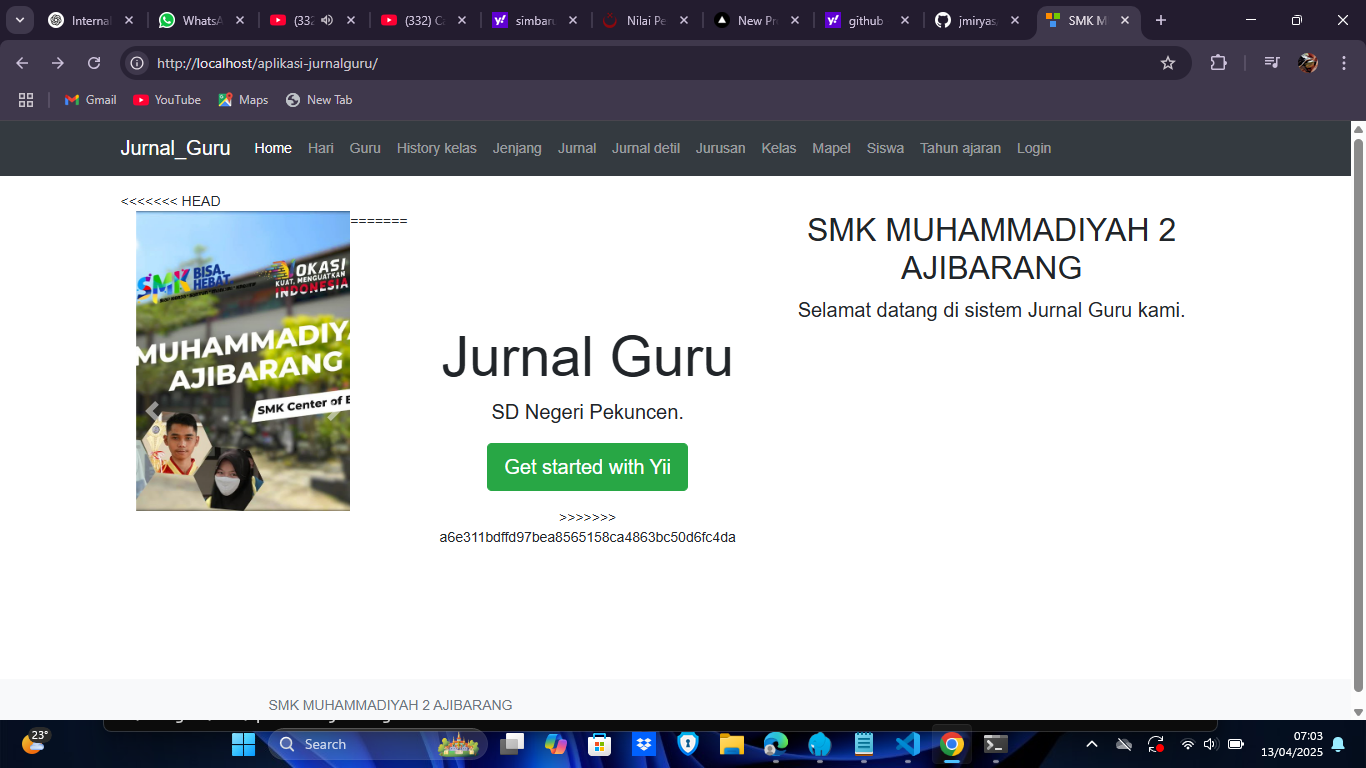 Internal
WhatsA
(332
(332) C
simbaru
Nilai Pe
New Pr
github
jmiryas
SMK M
http://localhost/aplikasi-jurnalguru/
Gmail
YouTube
Maps
New Tab
Jurnal_Guru
Home
Hari
Guru
History kelas
Jenjang
Jurnal
Jurnal detil
Jurusan
Kelas
Mapel
Siswa
Tahun ajaran
Login
<<<<<<< HEAD
=======
SMK BISA.
HEBAT
OKASI
KUAT, MENGUATKAN
INDONESIA
MUHAMMADIYA
AJIBARANG
SMK Center of E
Jurnal Guru
SD Negeri Pekuncen.
Get started with Yii
>>>>>>>
a6e311bdffd97bea8565158ca4863bc50d6fc4da
SMK MUHAMMADIYAH 2
AJIBARANG
Selamat datang di sistem Jurnal Guru kami.
SMK MUHAMMADIYAH 2 AJIBARANG
23°
Search
07:03
13/04/2025